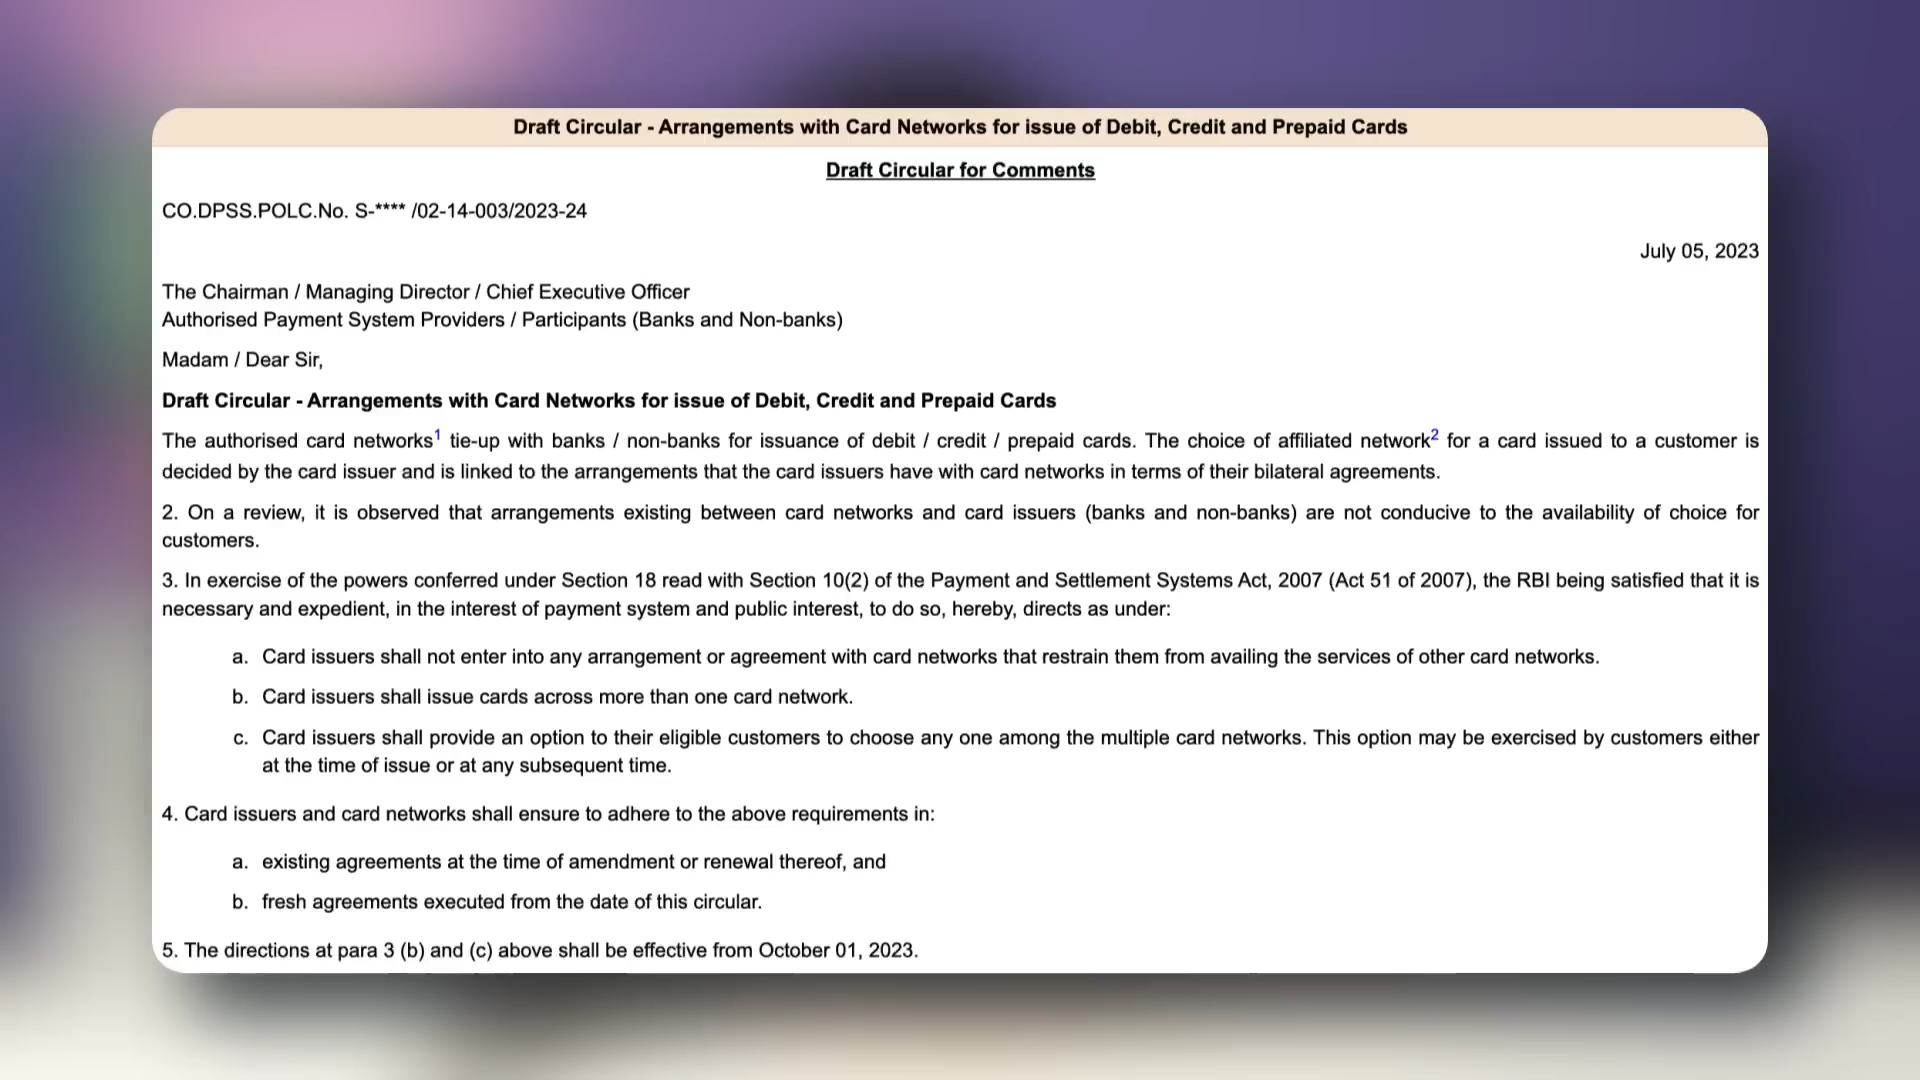 Draft Circular - Arrangements with Card Networks for issue of Debit, Credit and Prepaid Cards
Draft Circular for Comments
CO.DPSS.POLC.No. S-**** /02-14-003/2023-24
July 05, 2023
The Chairman / Managing Director / Chief Executive Officer
Authorised Payment System Providers / Participants (Banks and Non-banks)
Madam / Dear Sir,
Draft Circular - Arrangements with Card Networks for issue of Debit, Credit and Prepaid Cards
The authorised card networks1 tie-up with banks / non-banks for issuance of debit / credit / prepaid cards. The choice of affiliated network2 for a card issued to a customer is
decided by the card issuer and is linked to the arrangements that the card issuers have with card networks in terms of their bilateral agreements.
2. On a review, it is observed that arrangements existing between card networks and card issuers (banks and non-banks) are not conducive to the availability of choice for
customers.
3. In exercise of the powers conferred under Section 18 read with Section 10(2) of the Payment and Settlement Systems Act, 2007 (Act 51 of 2007), the RBI being satisfied that it is
necessary and expedient, in the interest of payment system and public interest, to do so, hereby, directs as under:
a. Card issuers shall not enter into any arrangement or agreement with card networks that restrain them from availing the services of other card networks.
b. Card issuers shall issue cards across more than one card network.
c. Card issuers shall provide an option to their eligible customers to choose any one among the multiple card networks. This option may be exercised by customers either
at the time of issue or at any subsequent time.
4. Card issuers and card networks shall ensure to adhere to the above requirements in:
a. existing agreements at the time of amendment or renewal thereof, and
b. fresh agreements executed from the date of this circular.
5. The directions at para 3 (b) and (c) above shall be effective from October 01, 2023.